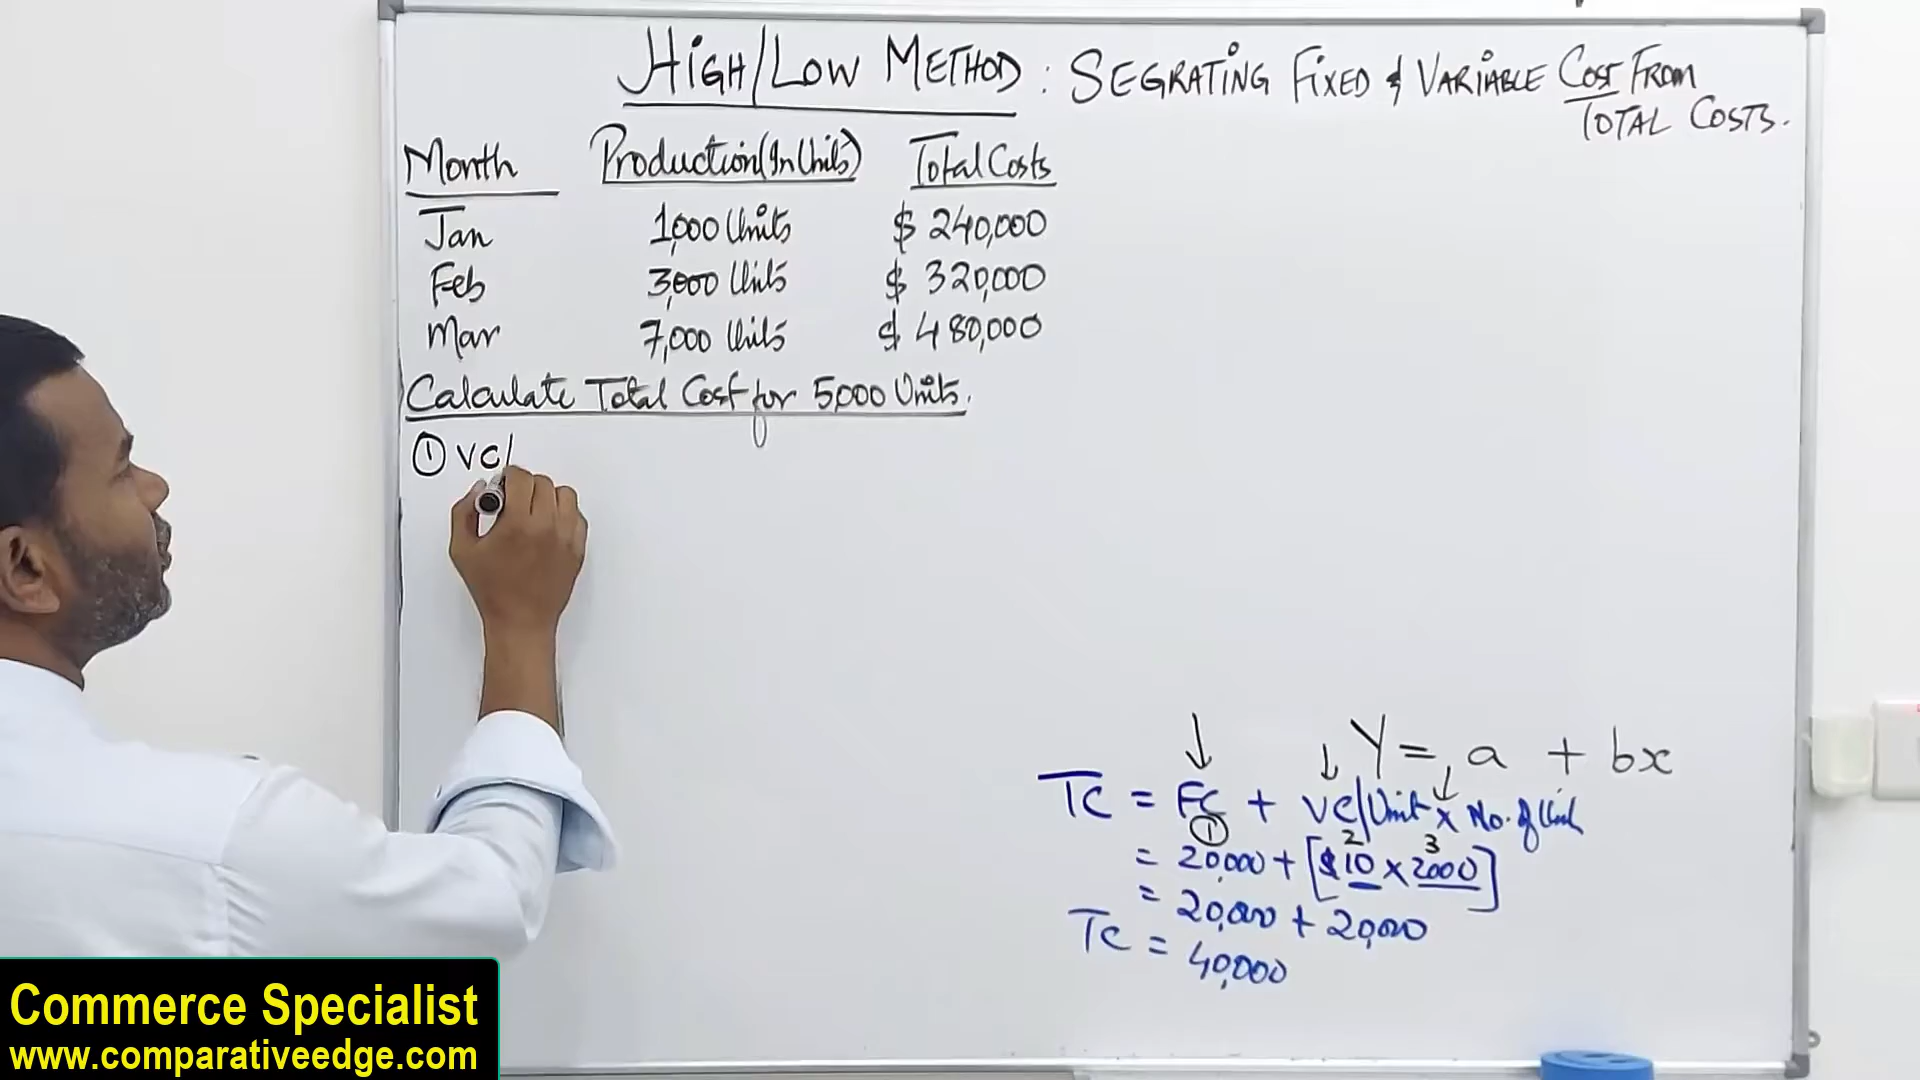 HIGH/LOW METHOD : SEGRATING FIXED & VARIABLE COST FROM
TOTAL COSTS.
Month Production (In Units) Total Costs
Jan 1,000 Units $ 240,000
Feb 3,000 Units $ 320,000
Mar 7,000 Units $ 480,000
Calculate Total Cost for 5,000 Units.
① VC/
Y = a + bx
TC = FC + VC/Unit x No. of Unit
① 2 3
= 20,000 + [$10 x 2000]
= 20,000 + 20,000
TC = 40,000
Commerce Specialist
www.comparativeedge.com